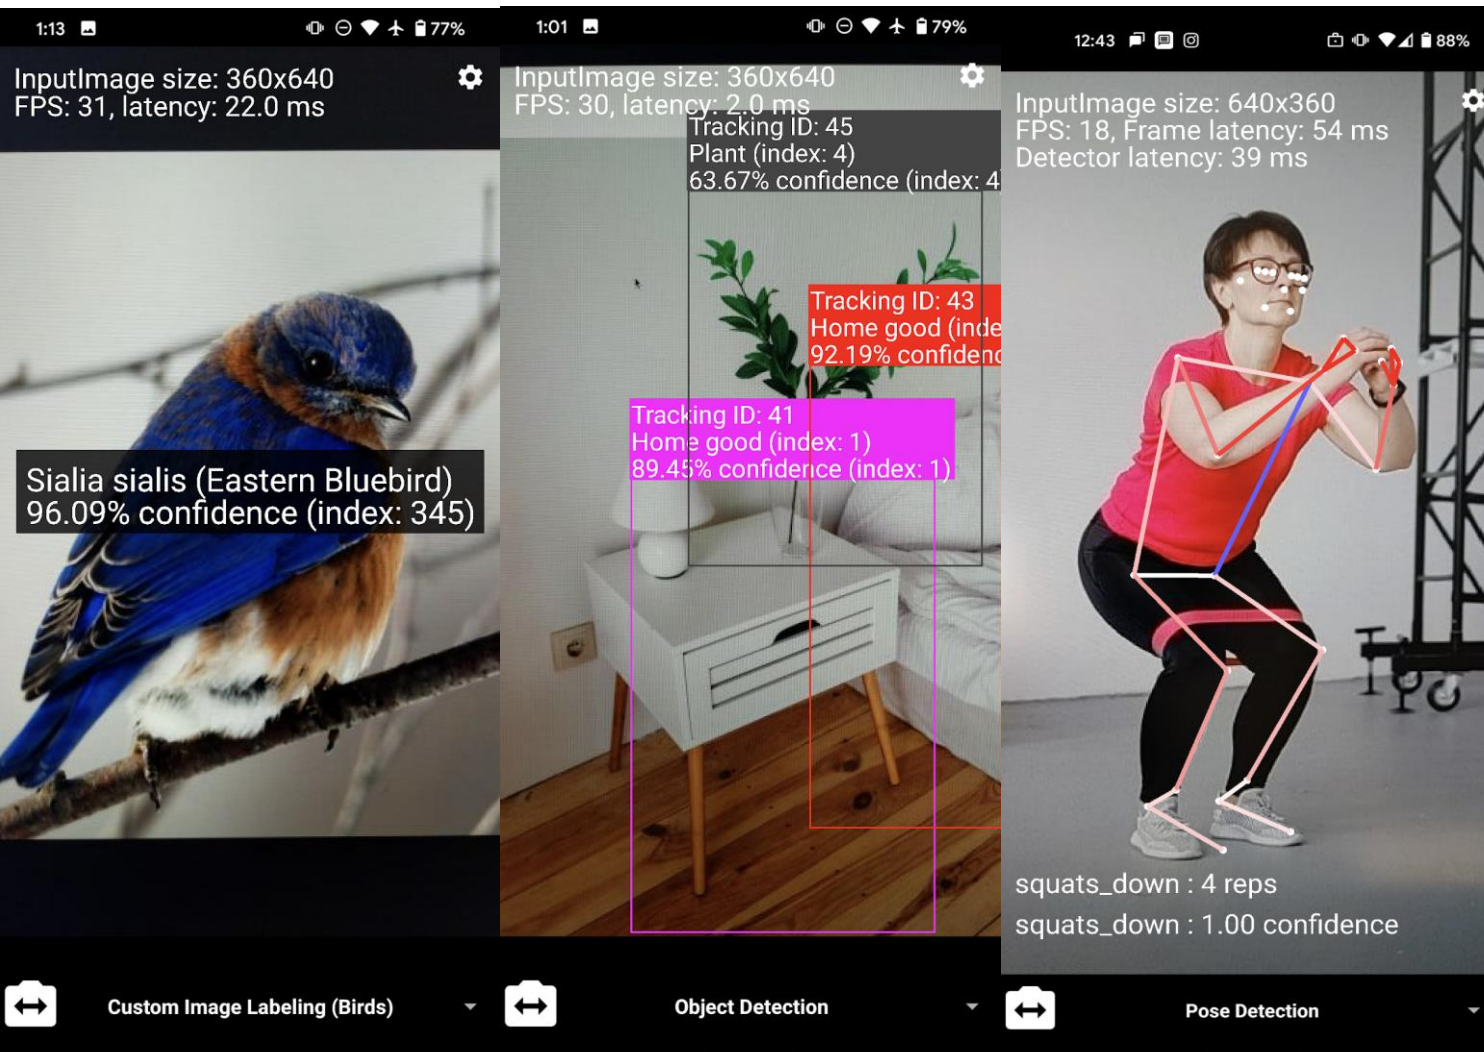 1:13
77%
InputImage size: 360x640
FPS: 31, latency: 22.0 ms
Sialia sialis (Eastern Bluebird)
96.09% confidence (index: 345)
Custom Image Labeling (Birds)
1:01
79%
InputImage size: 360x640
FPS: 30, latency: 2.0 ms
Tracking ID: 45
Plant (index: 4)
63.67% confidence (index: 4
Tracking ID: 43
Home good (inde
92.19% confidenc
Tracking ID: 41
Home good (index: 1)
89.45% confidence (index: 1)
Object Detection
12:43
88%
InputImage size: 640x360
FPS: 18, Frame latency: 54 ms
Detector latency: 39 ms
squats_down : 4 reps
squats_down : 1.00 confidence
Pose Detection